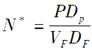 N* = PD_p / V_F D_F